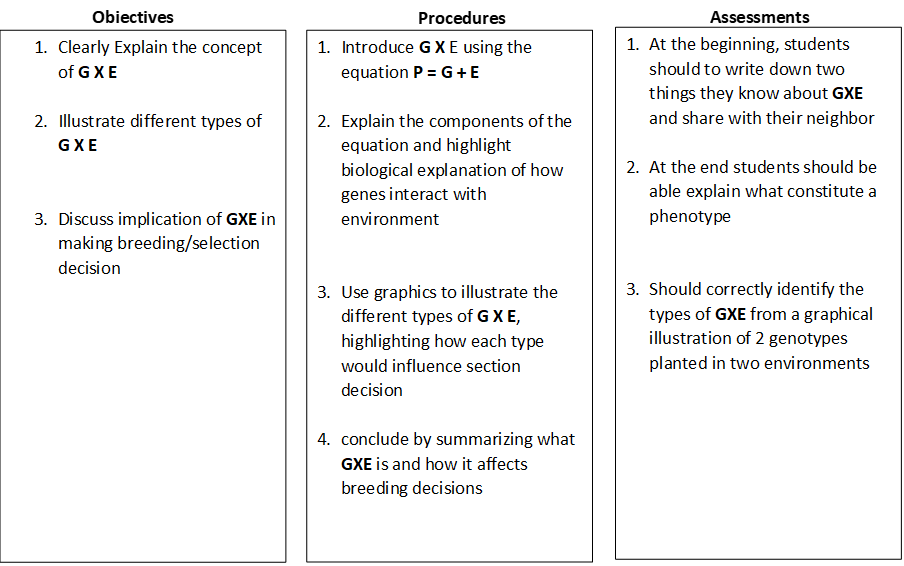 Objectives
1. Clearly Explain the concept
of G X E
2. Illustrate different types of
G X E
3. Discuss implication of GXE in
making breeding/selection
decision
Procedures
1. Introduce G X E using the
equation P = G + E
2. Explain the components of the
equation and highlight
biological explanation of how
genes interact with
environment
3. Use graphics to illustrate the
different types of G X E,
highlighting how each type
would influence section
decision
4. conclude by summarizing what
GXE is and how it affects
breeding decisions
Assessments
1. At the beginning, students
should to write down two
things they know about GXE
and share with their neighbor
2. At the end students should be
able explain what constitute a
phenotype
3. Should correctly identify the
types of GXE from a graphical
illustration of 2 genotypes
planted in two environments